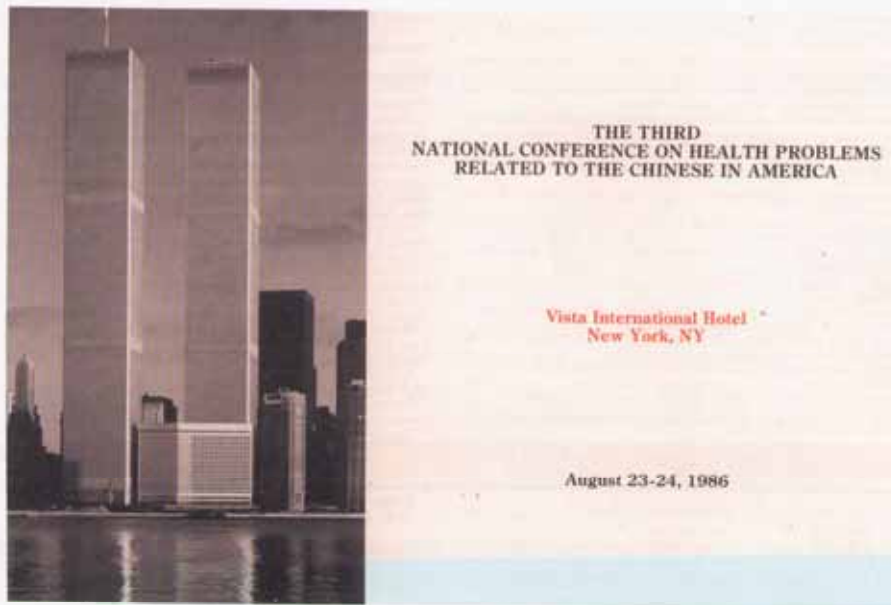 THE THIRD
NATIONAL CONFERENCE ON HEALTH PROBLEMS
RELATED TO THE CHINESE IN AMERICA
Vista International Hotel
New York, NY
August 23-24, 1986